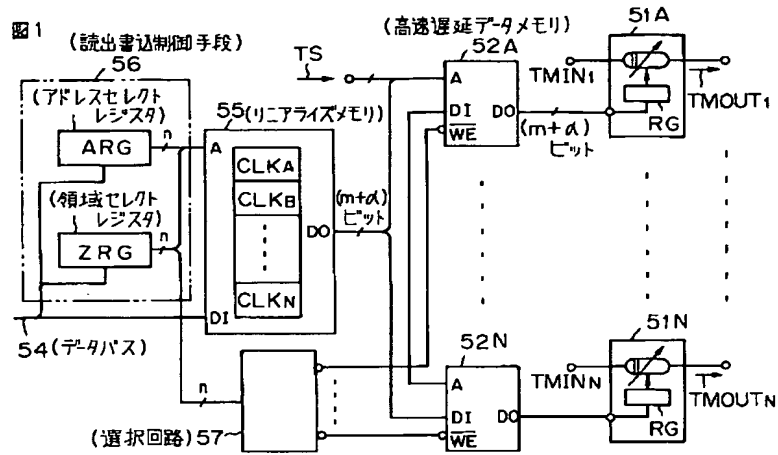 図1
(読出書込制御手段)
56
(アドレスセレクト
レジスタ)
ARG
n
(領域セレクト
レジスタ)
ZRG
n
54(データバス)
55(リニアライズメモリ)
A
CLKA
CLKB
CLKN
DO
DI
(m+α)
ビット
n
(選択回路)57
TS
(高速遅延データメモリ)
52A
A
DI
DO
WE
(m+α)
ビット
51A
TMIN1
TMOUT1
RG
52N
A
DI
DO
WE
51N
TMINN
TMOUTN
RG